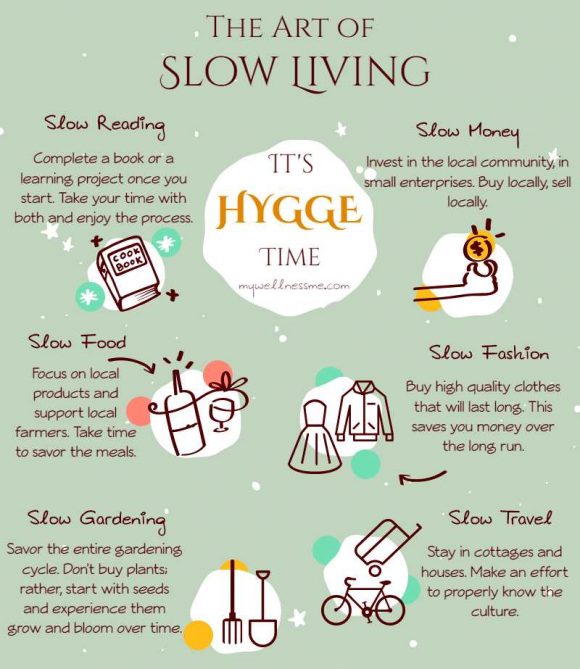 THE ART OF
SLOW LIVING
Slow Reading
Complete a book or a
learning project once you
start. Take your time with
both and enjoy the process.
COOK
BOOK
IT'S
HYGGE
TIME
mywellnessme.com
Slow Money
Invest in the local community, in
small enterprises. Buy locally, sell
locally.
$
Slow Food
Focus on local
products and
support local
farmers. Take time
to savor the meals.
Slow Fashion
Buy high quality clothes
that will last long. This
saves you money over
the long run.
Slow Gardening
Savor the entire gardening
cycle. Don't buy plants;
rather, start with seeds
and experience them
grow and bloom over time.
Slow Travel
Stay in cottages and
houses. Make an effort
to properly know the
culture.